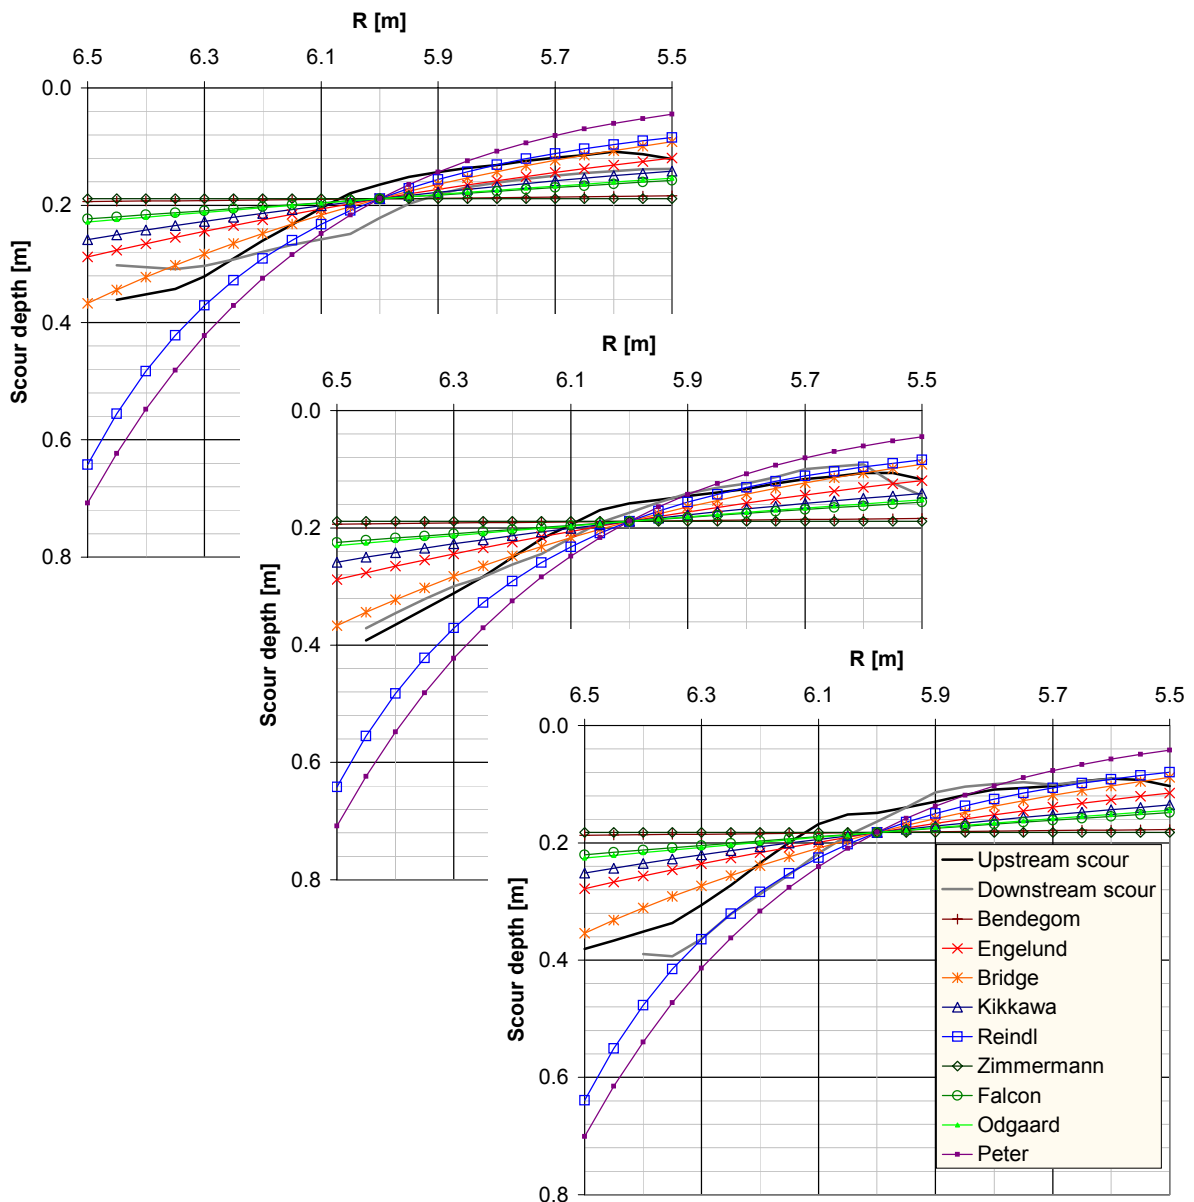 R [m]
6.5 6.3 6.1 5.9 5.7 5.5
0.0
0.2
0.4
0.6
0.8
Scour depth [m]
R [m]
6.5 6.3 6.1 5.9 5.7 5.5
0.0
0.2
0.4
0.6
0.8
Scour depth [m]
R [m]
6.5 6.3 6.1 5.9 5.7 5.5
0.0
0.2
0.4
0.6
0.8
Scour depth [m]
Upstream scour
Downstream scour
Bendegom
Engelund
Bridge
Kikkawa
Reindl
Zimmermann
Falcon
Odgaard
Peter